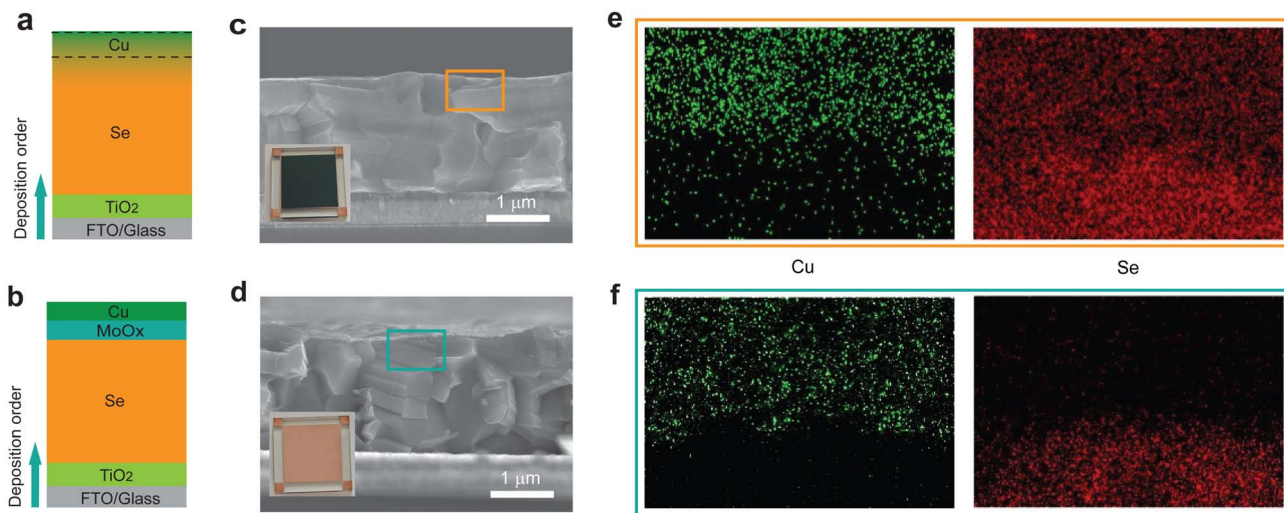 a
Cu
Se
TiO2
FTO/Glass
Deposition order
b
Cu
MoOx
Se
TiO2
FTO/Glass
Deposition order
c
1 μm
d
1 μm
e
Cu
Se
f